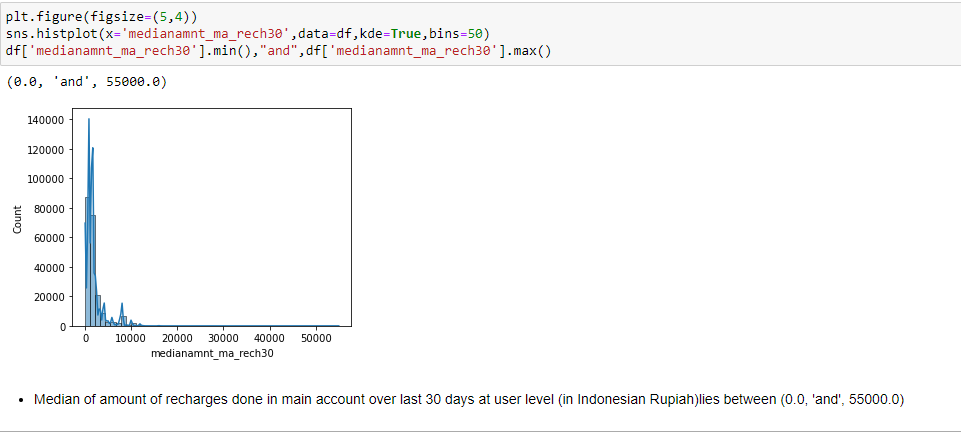 plt.figure(figsize=(5,4))
sns.histplot(x='medianamnt_ma_rech30',data=df,kde=True,bins=50)
df['medianamnt_ma_rech30'].min(),"and",df['medianamnt_ma_rech30'].max()
(0.0, 'and', 55000.0)
140000
120000
100000
80000
60000
40000
20000
0
Count
0 10000 20000 30000 40000 50000
medianamnt_ma_rech30
• Median of amount of recharges done in main account over last 30 days at user level (in Indonesian Rupiah)lies between (0.0, 'and', 55000.0)